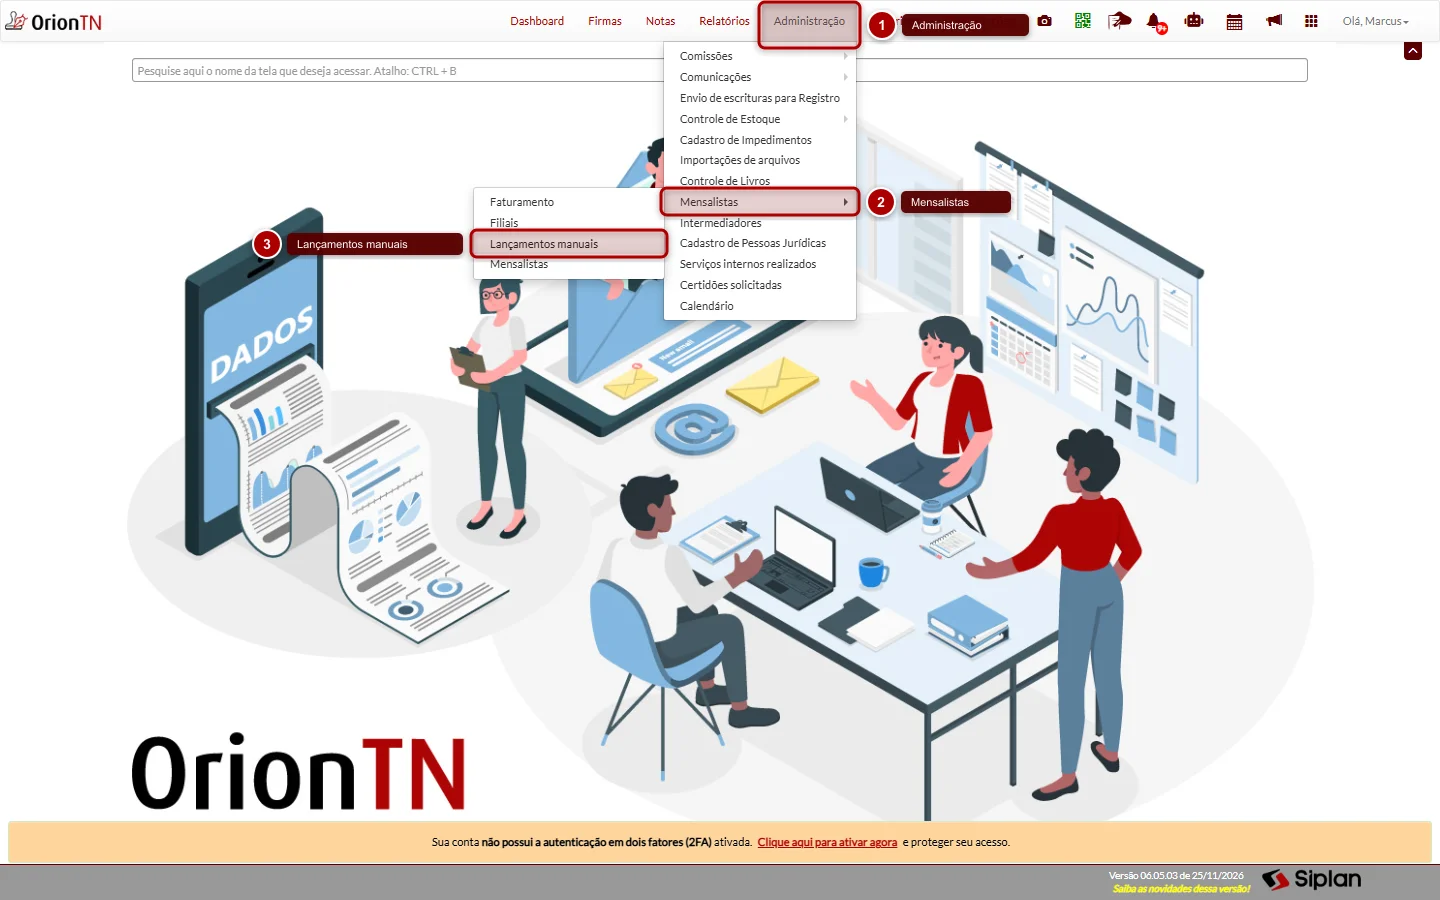 OrionTN
Dashboard
Firmas
Notas
Relatórios
Administração
1
Administração
9+
Olá, Marcus
Pesquise aqui o nome da tela que deseja acessar. Atalho: CTRL + B
Comissões
Comunicações
Envio de escrituras para Registro
Controle de Estoque
Cadastro de Impedimentos
Importações de arquivos
Controle de Livros
Mensalistas
2
Mensalistas
Intermediadores
Cadastro de Pessoas Jurídicas
Serviços internos realizados
Certidões solicitadas
Calendário
Faturamento
Filiais
3
Lançamentos manuais
Lançamentos manuais
Mensalistas
DADOS
New email
@
OrionTN
Sua conta não possui a autenticação em dois fatores (2FA) ativada. Clique aqui para ativar agora e proteger seu acesso.
Versão 06.05.03 de 25/11/2026
Saiba as novidades dessa versão!
Siplan